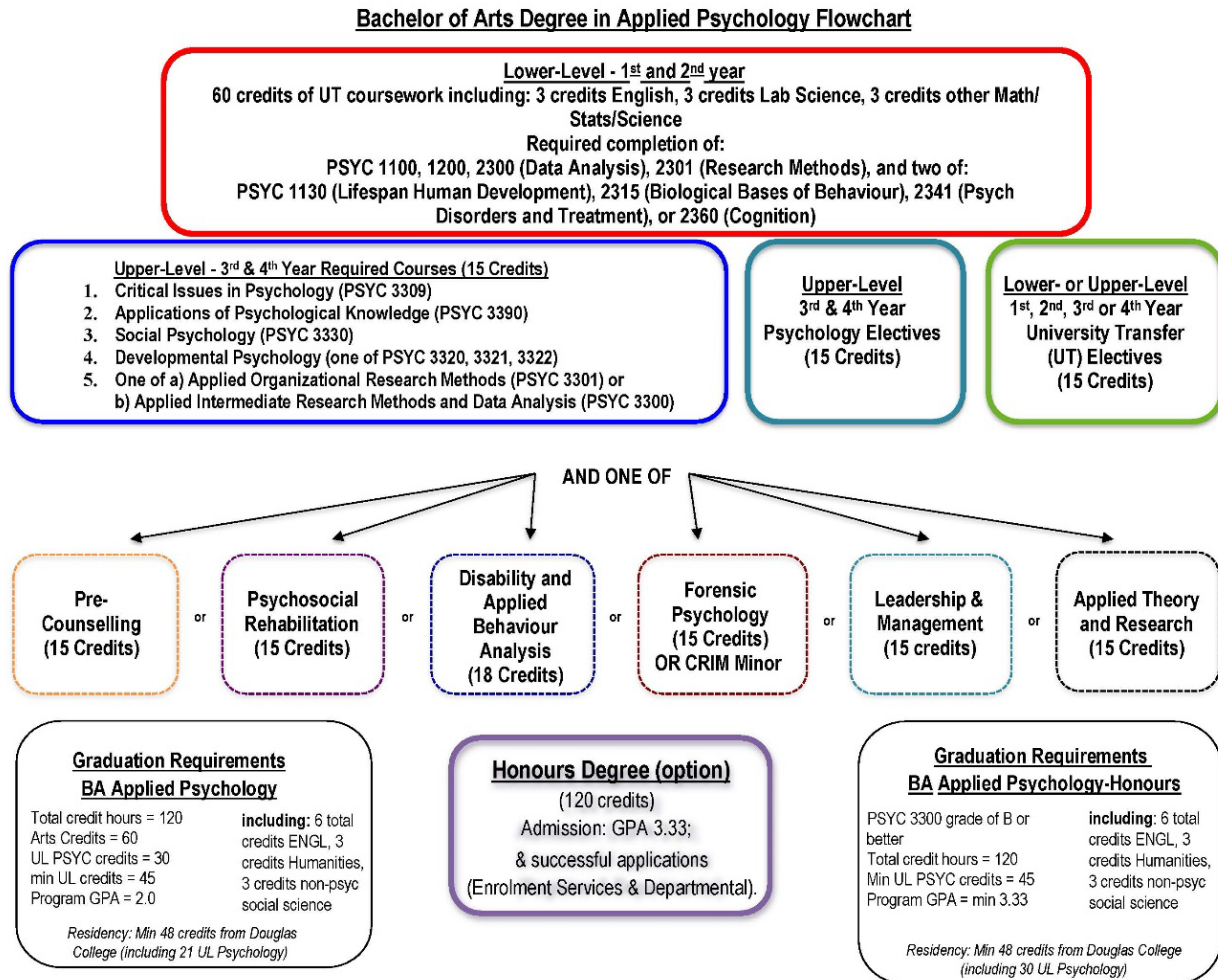 Bachelor of Arts Degree in Applied Psychology Flowchart
Lower-Level - 1st and 2nd year
60 credits of UT coursework including: 3 credits English, 3 credits Lab Science, 3 credits other Math/
Stats/Science
Required completion of:
PSYC 1100, 1200, 2300 (Data Analysis), 2301 (Research Methods), and two of:
PSYC 1130 (Lifespan Human Development), 2315 (Biological Bases of Behaviour), 2341 (Psych
Disorders and Treatment), or 2360 (Cognition)
Upper-Level - 3rd & 4th Year Required Courses (15 Credits)
1. Critical Issues in Psychology (PSYC 3309)
2. Applications of Psychological Knowledge (PSYC 3390)
3. Social Psychology (PSYC 3330)
4. Developmental Psychology (one of PSYC 3320, 3321, 3322)
5. One of a) Applied Organizational Research Methods (PSYC 3301) or
b) Applied Intermediate Research Methods and Data Analysis (PSYC 3300)
Upper-Level
3rd & 4th Year
Psychology Electives
(15 Credits)
Lower- or Upper-Level
1st, 2nd, 3rd or 4th Year
University Transfer
(UT) Electives
(15 Credits)
AND ONE OF
Pre-
Counselling
(15 Credits)
or
Psychosocial
Rehabilitation
(15 Credits)
or
Disability and
Applied
Behaviour
Analysis
(18 Credits)
or
Forensic
Psychology
(15 Credits)
OR CRIM Minor
or
Leadership &
Management
(15 credits)
or
Applied Theory
and Research
(15 Credits)
Graduation Requirements
BA Applied Psychology
Total credit hours = 120
Arts Credits = 60
UL PSYC credits = 30
min UL credits = 45
Program GPA = 2.0
including: 6 total
credits ENGL, 3
credits Humanities,
3 credits non-psyc
social science
Residency: Min 48 credits from Douglas
College (including 21 UL Psychology)
Honours Degree (option)
(120 credits)
Admission: GPA 3.33;
& successful applications
(Enrolment Services & Departmental).
Graduation Requirements
BA Applied Psychology-Honours
PSYC 3300 grade of B or
better
Total credit hours = 120
Min UL PSYC credits = 45
Program GPA = min 3.33
including: 6 total
credits ENGL, 3
credits Humanities,
3 credits non-psyc
social science
Residency: Min 48 credits from Douglas College
(including 30 UL Psychology)